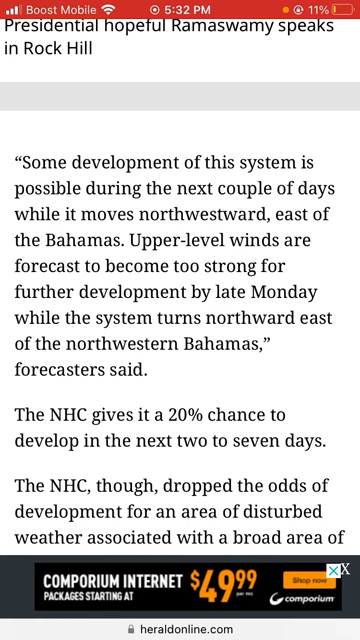 Boost Mobile 5:32 PM 11%
Presidential hopeful Ramaswamy speaks
in Rock Hill
“Some development of this system is
possible during the next couple of days
while it moves northwestward, east of
the Bahamas. Upper-level winds are
forecast to become too strong for
further development by late Monday
while the system turns northward east
of the northwestern Bahamas,”
forecasters said.
The NHC gives it a 20% chance to
develop in the next two to seven days.
The NHC, though, dropped the odds of
development for an area of disturbed
weather associated with a broad area of
X
COMPORIUM INTERNET $49.99
PACKAGES STARTING AT
Shop now
comporium
heraldonline.com